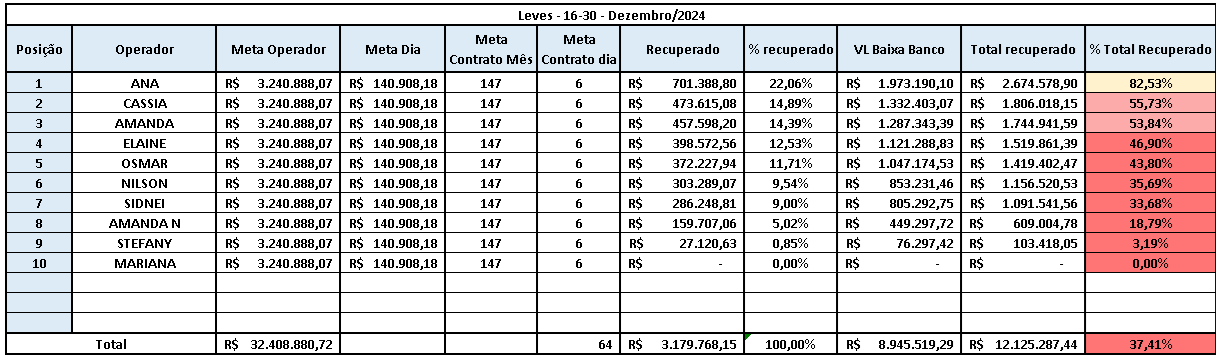 Leves - 16-30 - Dezembro/2024
Posição Operador Meta Operador Meta Dia Meta Contrato Mês Meta Contrato dia Recuperado % recuperado VL Baixa Banco Total recuperado % Total Recuperado
1 ANA R$ 3.240.888,07 R$ 140.908,18 147 6 R$ 701.388,80 22,06% R$ 1.973.190,10 R$ 2.674.578,90 82,53%
2 CASSIA R$ 3.240.888,07 R$ 140.908,18 147 6 R$ 473.615,08 14,89% R$ 1.332.403,07 R$ 1.806.018,15 55,73%
3 AMANDA R$ 3.240.888,07 R$ 140.908,18 147 6 R$ 457.598,20 14,39% R$ 1.287.343,39 R$ 1.744.941,59 53,84%
4 ELAINE R$ 3.240.888,07 R$ 140.908,18 147 6 R$ 398.572,56 12,53% R$ 1.121.288,83 R$ 1.519.861,39 46,90%
5 OSMAR R$ 3.240.888,07 R$ 140.908,18 147 6 R$ 372.227,94 11,71% R$ 1.047.174,53 R$ 1.419.402,47 43,80%
6 NILSON R$ 3.240.888,07 R$ 140.908,18 147 6 R$ 303.289,07 9,54% R$ 853.231,46 R$ 1.156.520,53 35,69%
7 SIDNEI R$ 3.240.888,07 R$ 140.908,18 147 6 R$ 286.248,81 9,00% R$ 805.292,75 R$ 1.091.541,56 33,68%
8 AMANDA N R$ 3.240.888,07 R$ 140.908,18 147 6 R$ 159.707,06 5,02% R$ 449.297,72 R$ 609.004,78 18,79%
9 STEFANY R$ 3.240.888,07 R$ 140.908,18 147 6 R$ 27.120,63 0,85% R$ 76.297,42 R$ 103.418,05 3,19%
10 MARIANA R$ 3.240.888,07 R$ 140.908,18 147 6 R$ - 0,00% R$ - R$ - 0,00%
Total R$ 32.408.880,72 64 R$ 3.179.768,15 100,00% R$ 8.945.519,29 R$ 12.125.287,44 37,41%